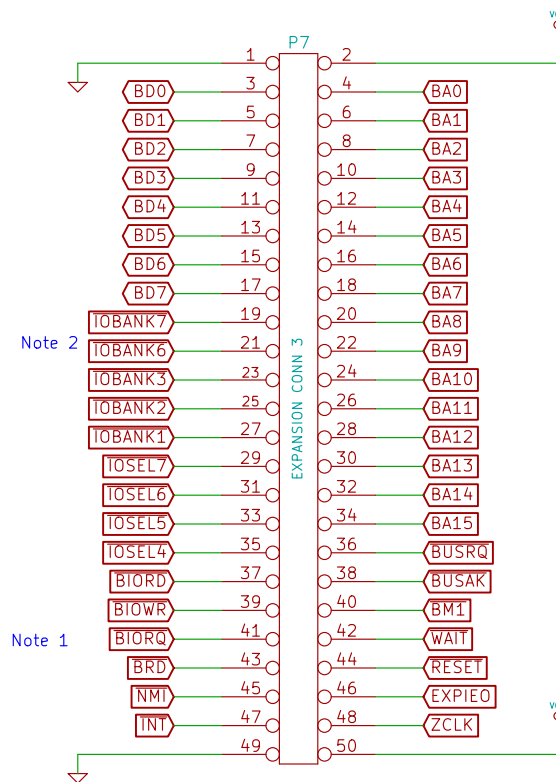 P7
1 2
BD0 3 4 BA0
BD1 5 6 BA1
BD2 7 8 BA2
BD3 9 10 BA3
BD4 11 12 BA4
BD5 13 14 BA5
BD6 15 16 BA6
BD7 17 18 BA7
IOBANK7 19 20 BA8
Note 2
IOBANK6 21 22 BA9
IOBANK3 23 24 BA10
IOBANK2 25 26 BA11
IOBANK1 27 28 BA12
EXPANSION CONN 3
IOSEL7 29 30 BA13
IOSEL6 31 32 BA14
IOSEL5 33 34 BA15
IOSEL4 35 36 BUSRQ
BIORD 37 38 BUSAK
BIOWR 39 40 BM1
Note 1
BIORQ 41 42 WAIT
BRD 43 44 RESET
NMI 45 46 EXPIEO
INT 47 48 ZCLK
49 50